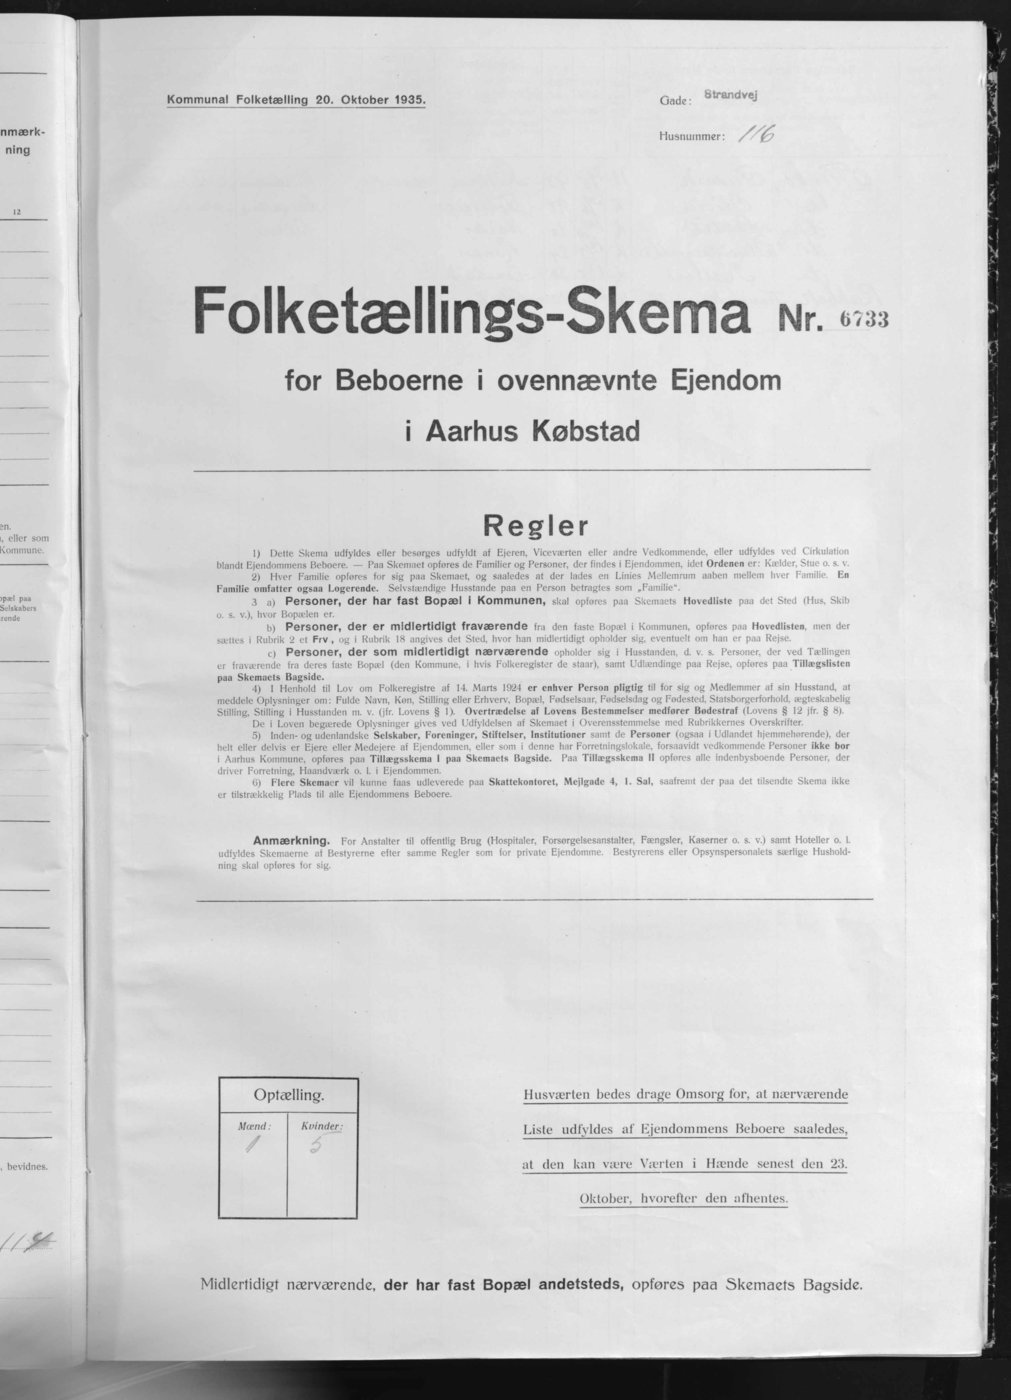 nmærk-
ning
12
en.
, eller som
Kommune.
opæl paa
Selskabers
rende
, bevidnes.
114
Kommunal Folketælling 20. Oktober 1935.
Gade: Strandvej
Husnummer: 116
Folketællings-Skema Nr. 6733
for Beboerne i ovennævnte Ejendom
i Aarhus Købstad
Regler
1) Dette Skema udfyldes eller besørges udfyldt af Ejeren, Viceværten eller andre Vedkommende, eller udfyldes ved Cirkulation
blandt Ejendommens Beboere. — Paa Skemaet opføres de Familier og Personer, der findes i Ejendommen, idet Ordenen er: Kælder, Stue o. s. v.
2) Hver Familie opføres for sig paa Skemaet, og saaledes at der lades en Linies Mellemrum aaben mellem hver Familie. En
Familie omfatter ogsaa Logerende. Selvstændige Husstande paa en Person betragtes som „Familie“.
3 a) Personer, der har fast Bopæl i Kommunen, skal opføres paa Skemaets Hovedliste paa det Sted (Hus, Skib
o. s. v.), hvor Bopælen er.
b) Personer, der er midlertidigt fraværende fra den faste Bopæl i Kommunen, opføres paa Hovedlisten, men der
sættes i Rubrik 2 et Frv., og i Rubrik 18 angives det Sted, hvor han midlertidigt opholder sig, eventuelt om han er paa Rejse.
c) Personer, der som midlertidigt nærværende opholder sig i Husstanden, d. v. s. Personer, der ved Tællingen
er fraværende fra deres faste Bopæl (den Kommune, i hvis Folkeregister de staar), samt Udlændinge paa Rejse, opføres paa Tillægslisten
paa Skemaets Bagside.
4) I Henhold til Lov om Folkeregistre af 14. Marts 1924 er enhver Person pligtig til for sig og Medlemmer af sin Husstand, at
meddele Oplysninger om: Fulde Navn, Køn, Stilling eller Erhverv, Bopæl, Fødselsaar, Fødselsdag og Fødested, Statsborgerforhold, ægteskabelig
Stilling, Stilling i Husstanden m. v. (jfr. Lovens § 1). Overtrædelse af Lovens Bestemmelser medfører Bødestraf (Lovens § 12 jfr. § 8).
De i Loven begærede Oplysninger gives ved Udfyldelsen af Skemaet i Overensstemmelse med Rubrikkernes Overskrifter.
5) Inden- og udenlandske Selskaber, Foreninger, Stiftelser, Institutioner samt de Personer (ogsaa i Udlandet hjemmehørende), der
helt eller delvis er Ejere eller Medejere af Ejendommen, eller som i denne har Forretningslokale, forsaavidt vedkommende Personer ikke bor
i Aarhus Kommune, opføres paa Tillægsskema I paa Skemaets Bagside. Paa Tillægsskema II opføres alle indenbysboende Personer, der
driver Forretning, Haandværk o. l. i Ejendommen.
6) Flere Skemaer vil kunne faas udleverede paa Skattekontoret, Mejlgade 4, 1. Sal, saafremt der paa det tilsendte Skema ikke
er tilstrækkelig Plads til alle Ejendommens Beboere.
Anmærkning. For Anstalter til offentlig Brug (Hospitaler, Forsørgelsesanstalter, Fængsler, Kaserner o. s. v.) samt Hoteller o. l.
udfyldes Skemaerne af Bestyrerne efter samme Regler som for private Ejendomme. Bestyrerens eller Opsynspersonalets særlige Hushold-
ning skal opføres for sig.
Optælling.
Mænd: Kvinder:
1 5
Husværten bedes drage Omsorg for, at nærværende
Liste udfyldes af Ejendommens Beboere saaledes,
at den kan være Værten i Hænde senest den 23.
Oktober, hvorefter den afhentes.
Midlertidigt nærværende, der har fast Bopæl andetsteds, opføres paa Skemaets Bagside.